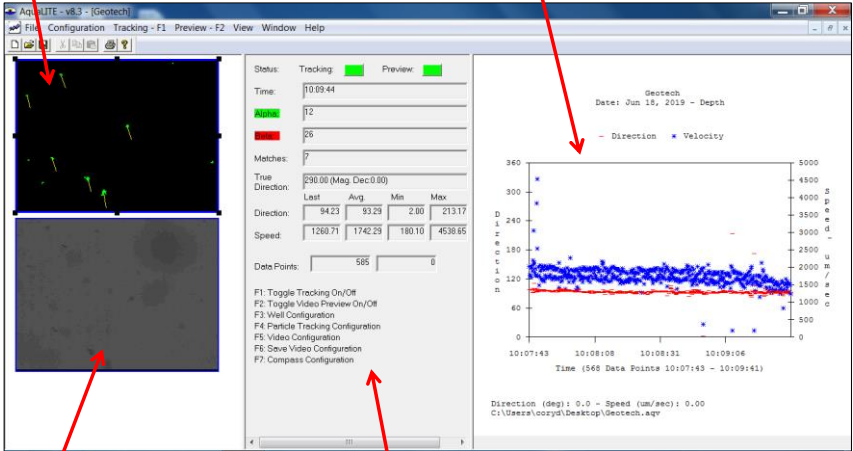 AquaLITE - v8.3 - [Geotech]
File Configuration Tracking - F1 Preview - F2 View Window Help
Status: Tracking: Preview:
Time: 10:09:44
Alpha: 12
Beta: 26
Matches: 7
True Direction: 290.00 (Mag. Dec:0.00)
Last Avg. Min Max
Direction: 94.23 93.29 2.00 213.17
Speed: 1260.71 1742.29 180.10 4538.65
Data Points: 585 0
F1: Toggle Tracking On/Off
F2: Toggle Video Preview On/Off
F3: Well Configuration
F4: Particle Tracking Configuration
F5: Video Configuration
F6: Save Video Configuration
F7: Compass Configuration
Geotech
Date: Jun 18, 2019 - Depth
Direction Velocity
360 5000
4500
300 4000
240 3500
3000
180 2500
120 2000
1500
60 1000
500
0 0
Direction
Speed - um/sec
10:07:43 10:08:08 10:08:31 10:09:06
Time (568 Data Points 10:07:43 - 10:09:41)
Direction (deg): 0.0 - Speed (um/sec): 0.00
C:\Users\coryd\Desktop\Geotech.aqv